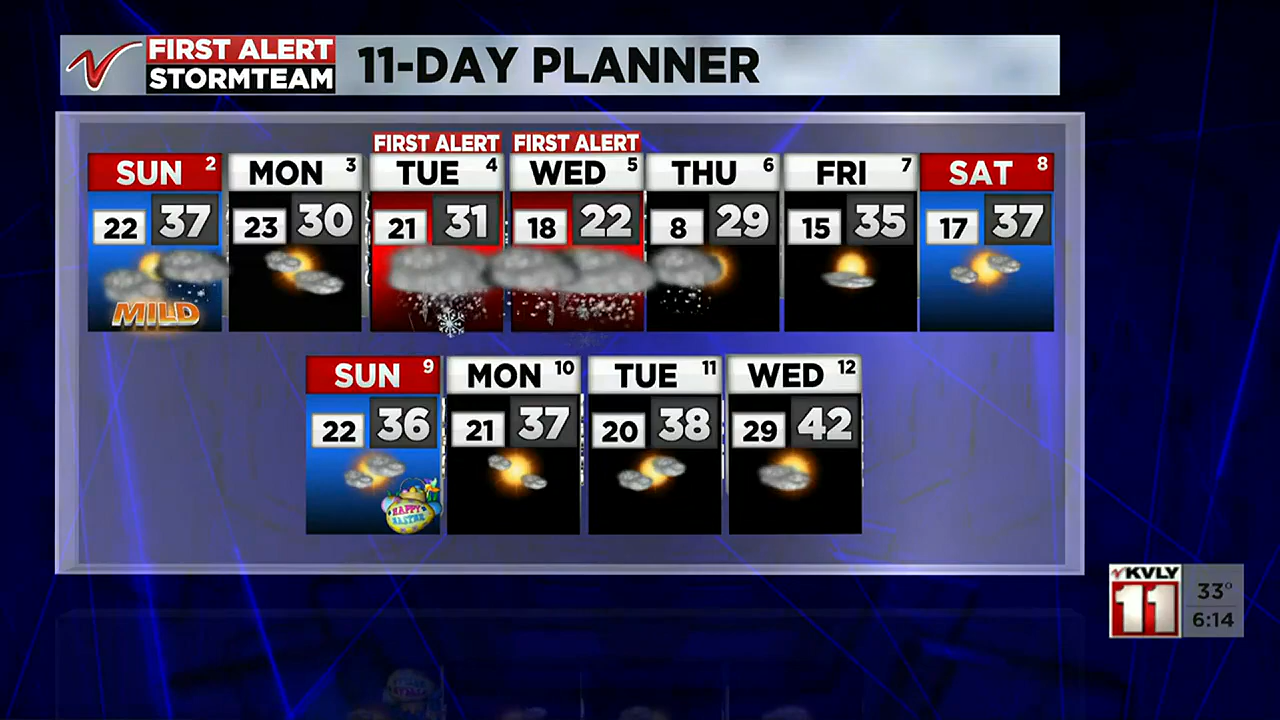 FIRST ALERT
STORMTEAM
11-DAY PLANNER
FIRST ALERT FIRST ALERT
SUN 2 MON 3 TUE 4 WED 5 THU 6 FRI 7 SAT 8
22 37 23 30 21 31 18 22 8 29 15 35 17 37
MILD
SUN 9 MON 10 TUE 11 WED 12
22 36 21 37 20 38 29 42
HAPPY
EASTER
KVLY
11
33°
6:14